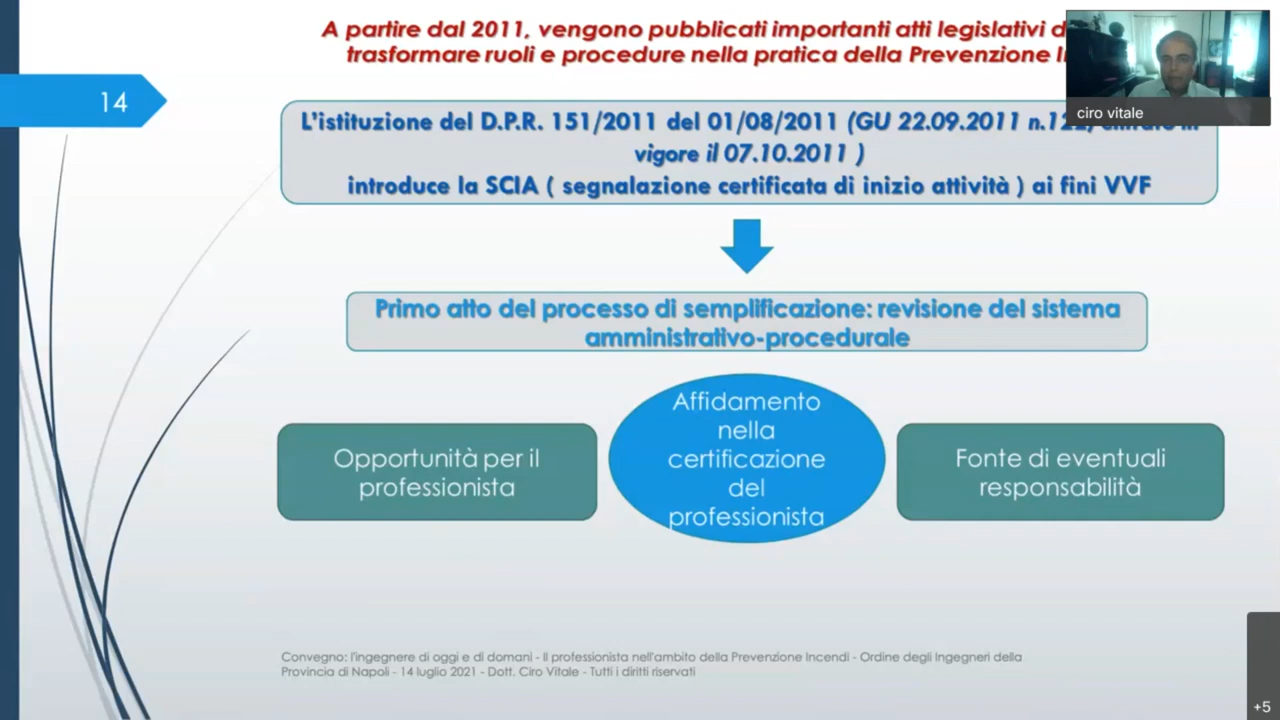 A partire dal 2011, vengono pubblicati importanti atti legislativi
trasformare ruoli e procedure nella pratica della Prevenzione
14
ciro vitale
L'istituzione del D.P.R. 151/2011 del 01/08/2011 (GU 22.09.2011
vigore il 07.10.2011 )
introduce la SCIA ( segnalazione certificata di inizio attività ) ai fini VVF
Primo atto del processo di semplificazione: revisione del sistema
amministrativo-procedurale
Opportunità per il
professionista
Affidamento
nella
certificazione
del
professionista
Fonte di eventuali
responsabilità
Convegno: l'ingegnere di oggi e di domani - Il professionista nell'ambito della Prevenzione Incendi - Ordine degli Ingegneri della
Provincia di Napoli - 14 luglio 2021 - Dott. Ciro Vitale - Tutti i diritti riservati
+5